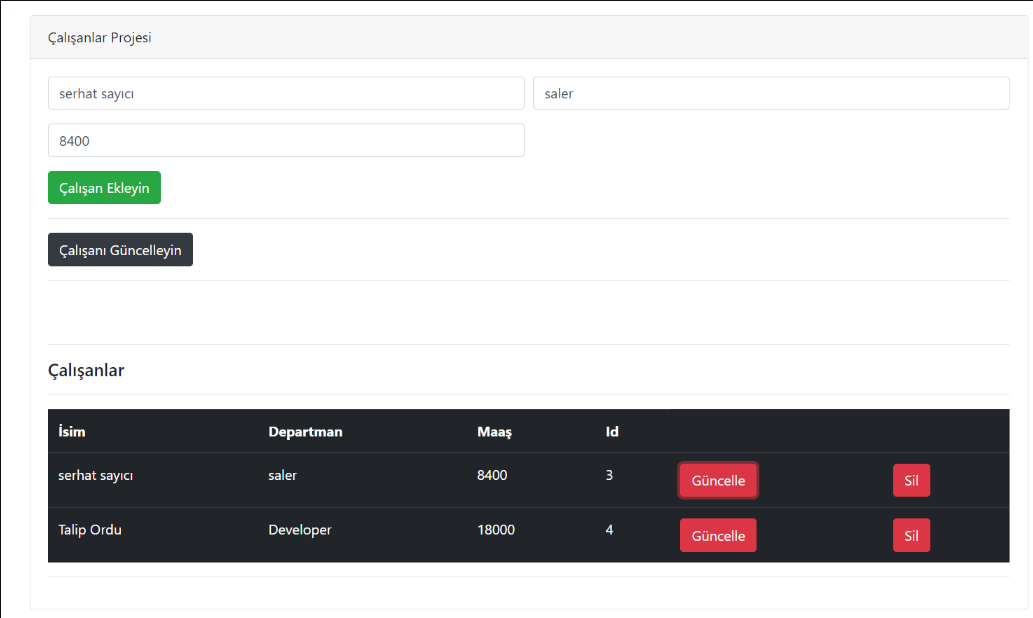 Çalışanlar Projesi
serhat sayıcı saler
8400
Çalışan Ekleyin
Çalışanı Güncelleyin
Çalışanlar
İsim Departman Maaş Id
serhat sayıcı saler 8400 3 Güncelle Sil
Talip Ordu Developer 18000 4 Güncelle Sil